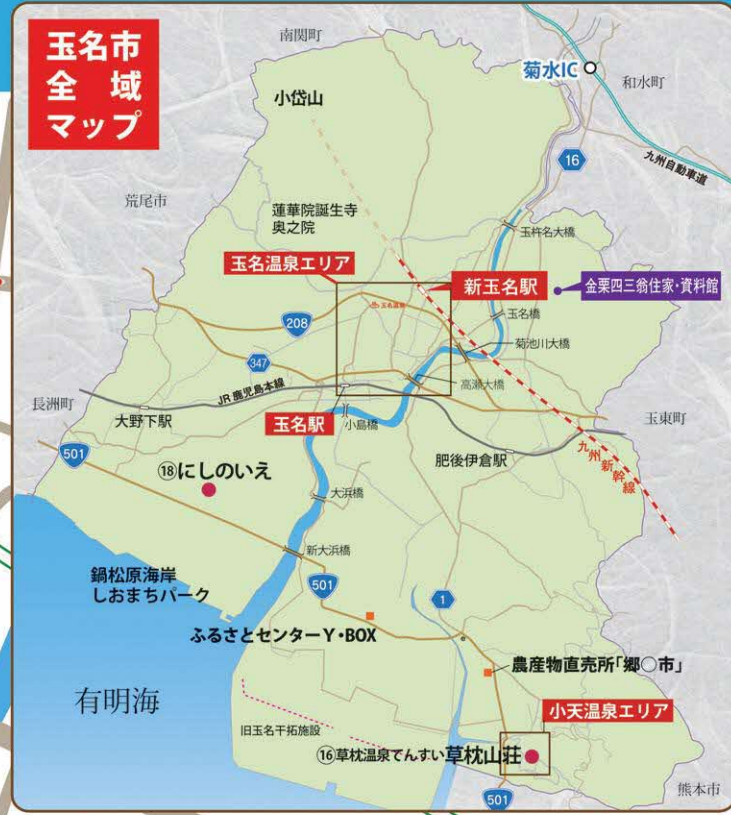 玉名市
全域
マップ
南関町
菊水IC
和水町
小岱山
16
九州自動車道
荒尾市
蓮華院誕生寺
奥之院
玉杵名大橋
玉名温泉エリア
新玉名駅
金栗四三翁住家・資料館
玉名温泉
208
玉名橋
菊池川大橋
347
JR鹿児島本線
高瀬大橋
長洲町
大野下駅
玉名駅
小島橋
玉東町
501
肥後伊倉駅
九州新幹線
⑱にしのいえ
大浜橋
新大浜橋
鍋松原海岸
しおまちパーク
501
1
ふるさとセンターY・BOX
農産物直売所「郷○市」
有明海
小天温泉エリア
旧玉名干拓施設
⑯草枕温泉てんすい草枕山荘
熊本市
501